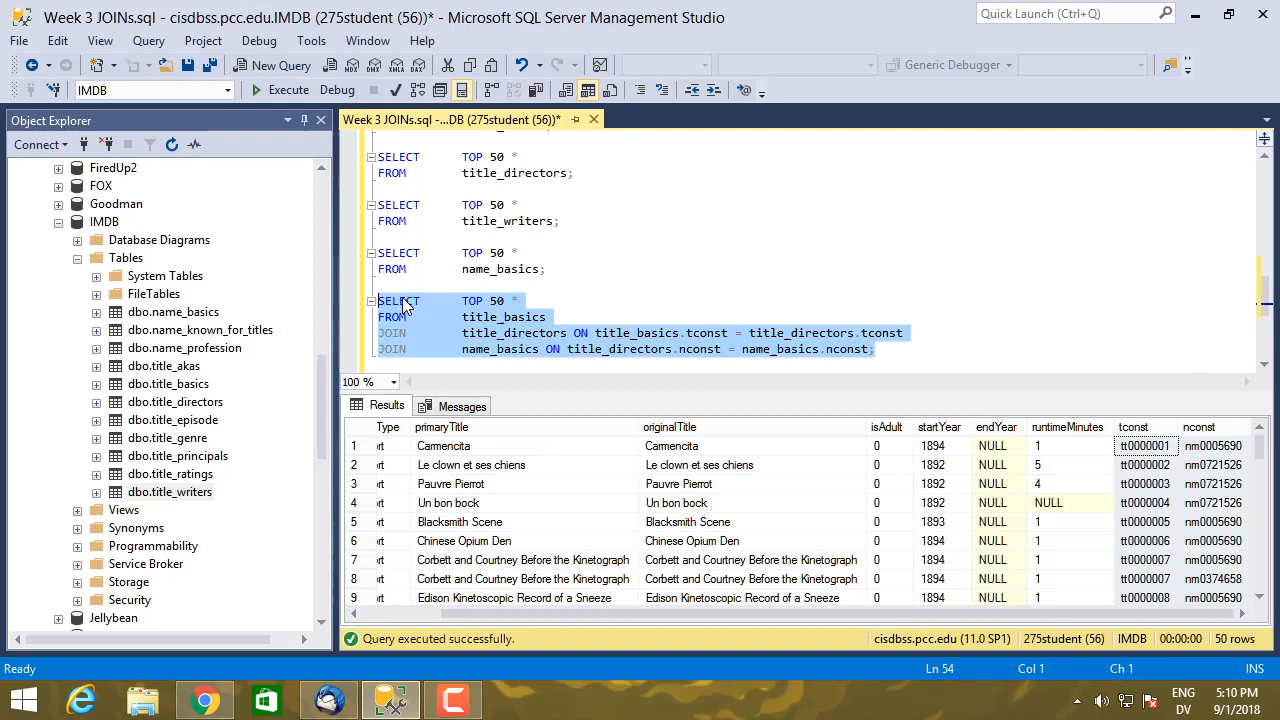 Week 3 JOINs.sql - cisdbss.pcc.edu.IMDB (275student (56))* - Microsoft SQL Server Management Studio
Quick Launch (Ctrl+Q)
File Edit View Query Project Debug Tools Window Help
New Query
MDX DMX XMLA DAX
Generic Debugger
IMDB
Execute Debug
Object Explorer
Connect
FiredUp2
FOX
Goodman
IMDB
Database Diagrams
Tables
System Tables
FileTables
dbo.name_basics
dbo.name_known_for_titles
dbo.name_profession
dbo.title_akas
dbo.title_basics
dbo.title_directors
dbo.title_episode
dbo.title_genre
dbo.title_principals
dbo.title_ratings
dbo.title_writers
Views
Synonyms
Programmability
Service Broker
Storage
Security
Jellybean
Week 3 JOINs.sql -...DB (275student (56))*
SELECT TOP 50 *
FROM title_directors;
SELECT TOP 50 *
FROM title_writers;
SELECT TOP 50 *
FROM name_basics;
SELECT TOP 50 *
FROM title_basics
JOIN title_directors ON title_basics.tconst = title_directors.tconst
JOIN name_basics ON title_directors.nconst = name_basics.nconst;
100 %
Results Messages
Type primaryTitle originalTitle isAdult startYear endYear runtimeMinutes tconst nconst
1 rt Carmencita Carmencita 0 1894 NULL 1 tt0000001 nm0005690
2 rt Le clown et ses chiens Le clown et ses chiens 0 1892 NULL 5 tt0000002 nm0721526
3 rt Pauvre Pierrot Pauvre Pierrot 0 1892 NULL 4 tt0000003 nm0721526
4 rt Un bon bock Un bon bock 0 1892 NULL NULL tt0000004 nm0721526
5 rt Blacksmith Scene Blacksmith Scene 0 1893 NULL 1 tt0000005 nm0005690
6 rt Chinese Opium Den Chinese Opium Den 0 1894 NULL 1 tt0000006 nm0005690
7 rt Corbett and Courtney Before the Kinetograph Corbett and Courtney Before the Kinetograph 0 1894 NULL 1 tt0000007 nm0005690
8 rt Corbett and Courtney Before the Kinetograph Corbett and Courtney Before the Kinetograph 0 1894 NULL 1 tt0000007 nm0374658
9 rt Edison Kinetoscopic Record of a Sneeze Edison Kinetoscopic Record of a Sneeze 0 1894 NULL 1 tt0000008 nm0005690
Query executed successfully. cisdbss.pcc.edu (11.0 SP1) 275student (56) IMDB 00:00:00 50 rows
Ready Ln 54 Col 1 Ch 1 INS
ENG 5:10 PM
DV 9/1/2018